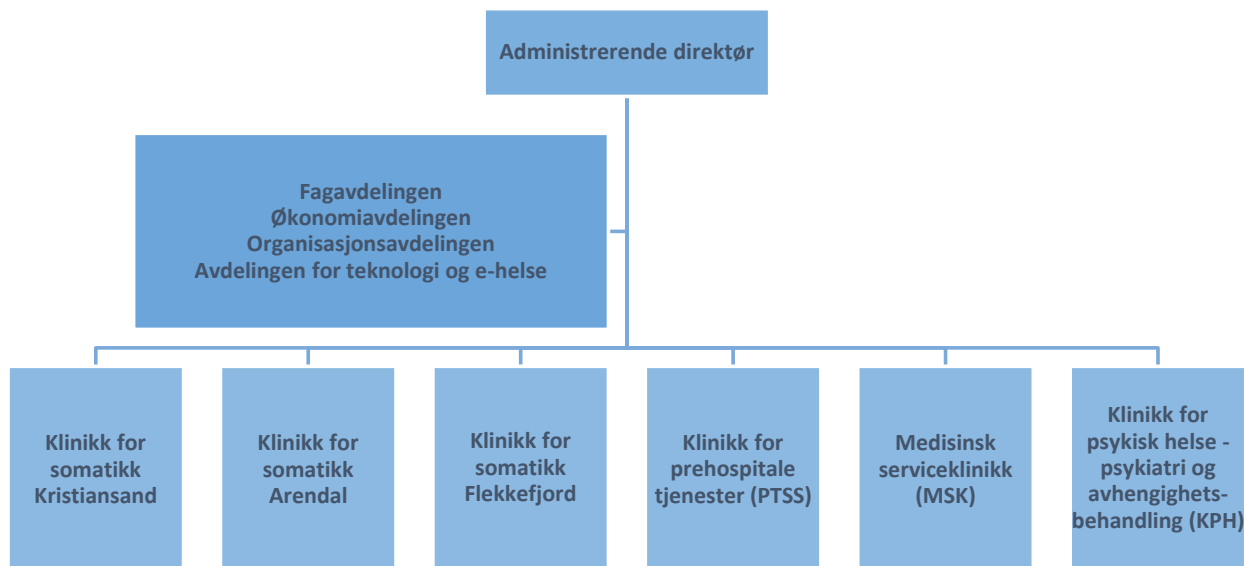 Administrerende direktør
Fagavdelingen
Økonomiavdelingen
Organisasjonsavdelingen
Avdelingen for teknologi og e-helse
Klinikk for
somatikk
Kristiansand
Klinikk for
somatikk
Arendal
Klinikk for
somatikk
Flekkefjord
Klinikk for
prehospitale
tjenester (PTSS)
Medisinsk
serviceklinikk
(MSK)
Klinikk for
psykisk helse -
psykiatri og
avhengighets-
behandling (KPH)